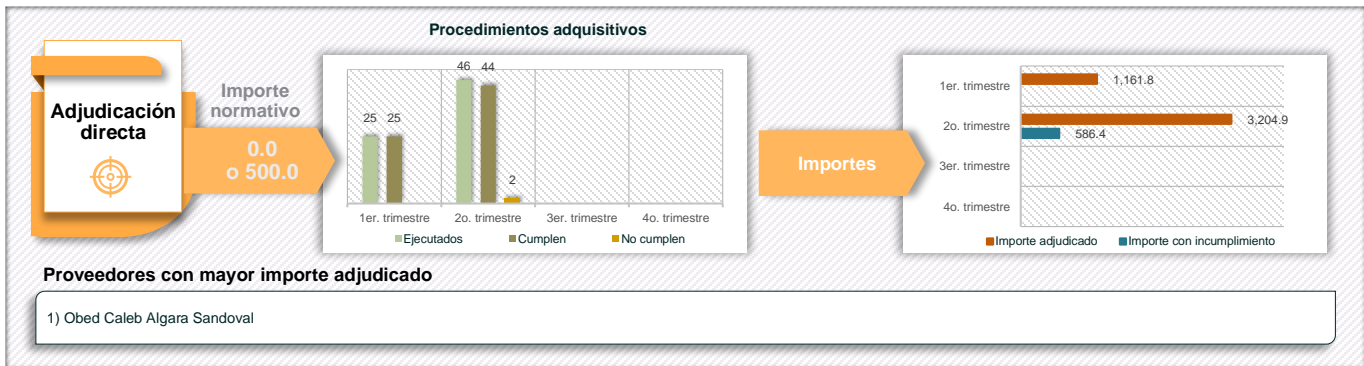 Procedimientos adquisitivos
Adjudicación
directa
Importe
normativo
0.0
o 500.0
25
25
46
44
2
1er. trimestre
2o. trimestre
3er. trimestre
4o. trimestre
Ejecutados
Cumplen
No cumplen
Importes
1er. trimestre
1,161.8
2o. trimestre
3,204.9
586.4
3er. trimestre
4o. trimestre
Importe adjudicado
Importe con incumplimiento
Proveedores con mayor importe adjudicado
1) Obed Caleb Algara Sandoval